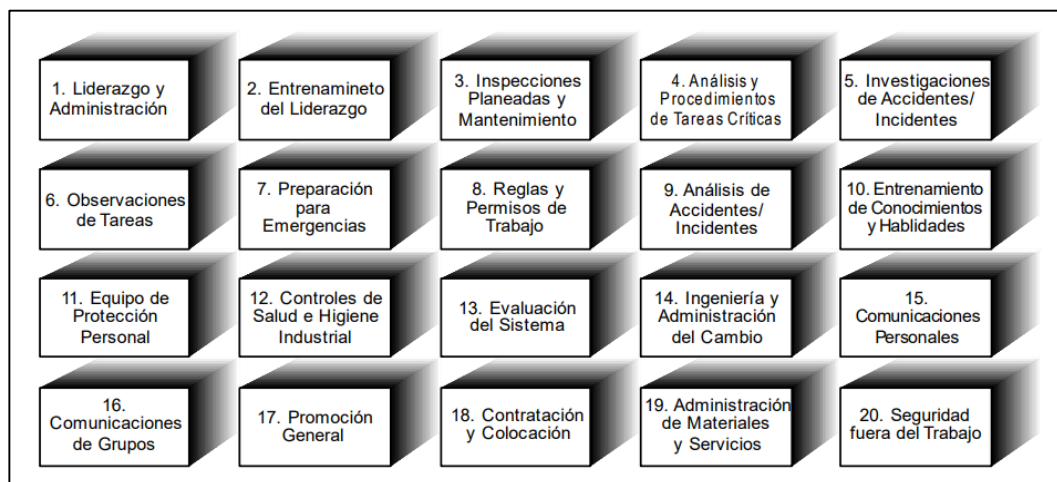 1. Liderazgo y
Administración
2. Entrenamineto
del Liderazgo
3. Inspecciones
Planeadas y
Mantenimiento
4. Análisis y
Procedimientos
de Tareas Críticas
5. Investigaciones
de Accidentes/
Incidentes
6. Observaciones
de Tareas
7. Preparación
para
Emergencias
8. Reglas y
Permisos de
Trabajo
9. Análisis de
Accidentes/
Incidentes
10. Entrenamiento
de Conocimientos
y Hablidades
11. Equipo de
Protección
Personal
12. Controles de
Salud e Higiene
Industrial
13. Evaluación
del Sistema
14. Ingeniería y
Administración
del Cambio
15.
Comunicaciones
Personales
16.
Comunicaciones
de Grupos
17. Promoción
General
18. Contratación
y Colocación
19. Administración
de Materiales
y Servicios
20. Seguridad
fuera del Trabajo